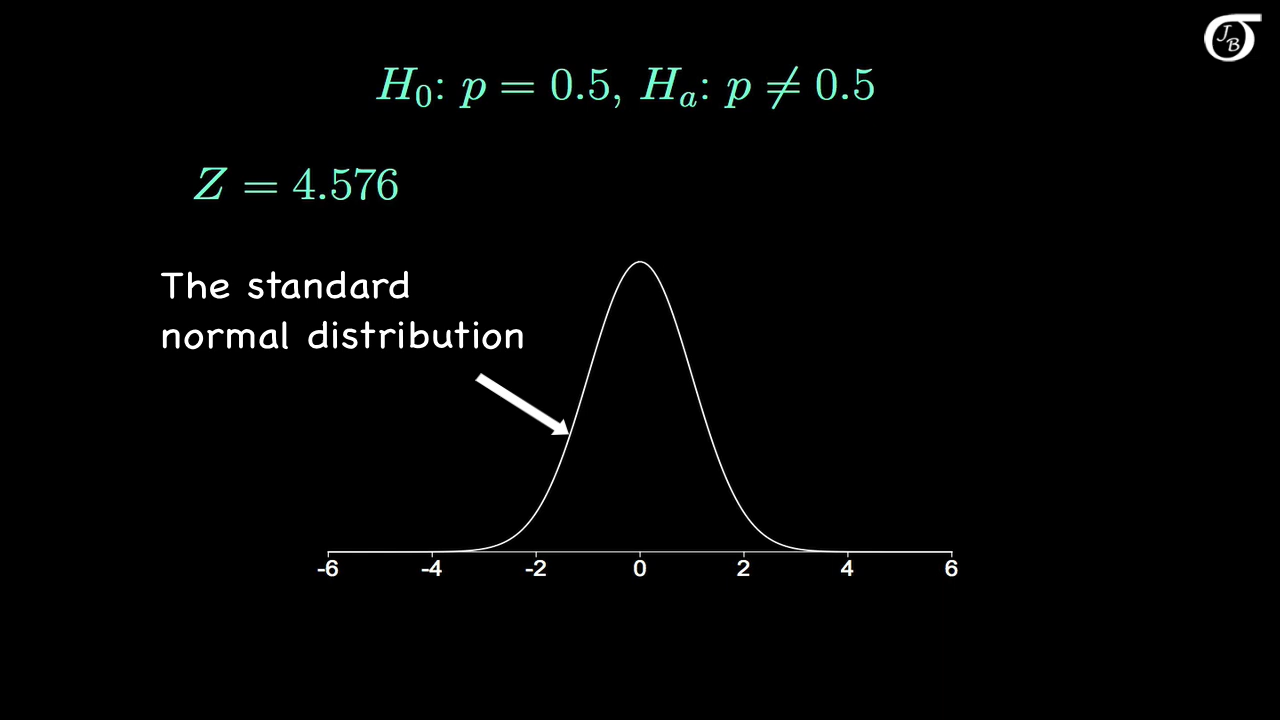 H₀: p = 0.5, Hₐ: p ≠ 0.5
Z = 4.576
The standard
normal distribution
-6 -4 -2 0 2 4 6
JB